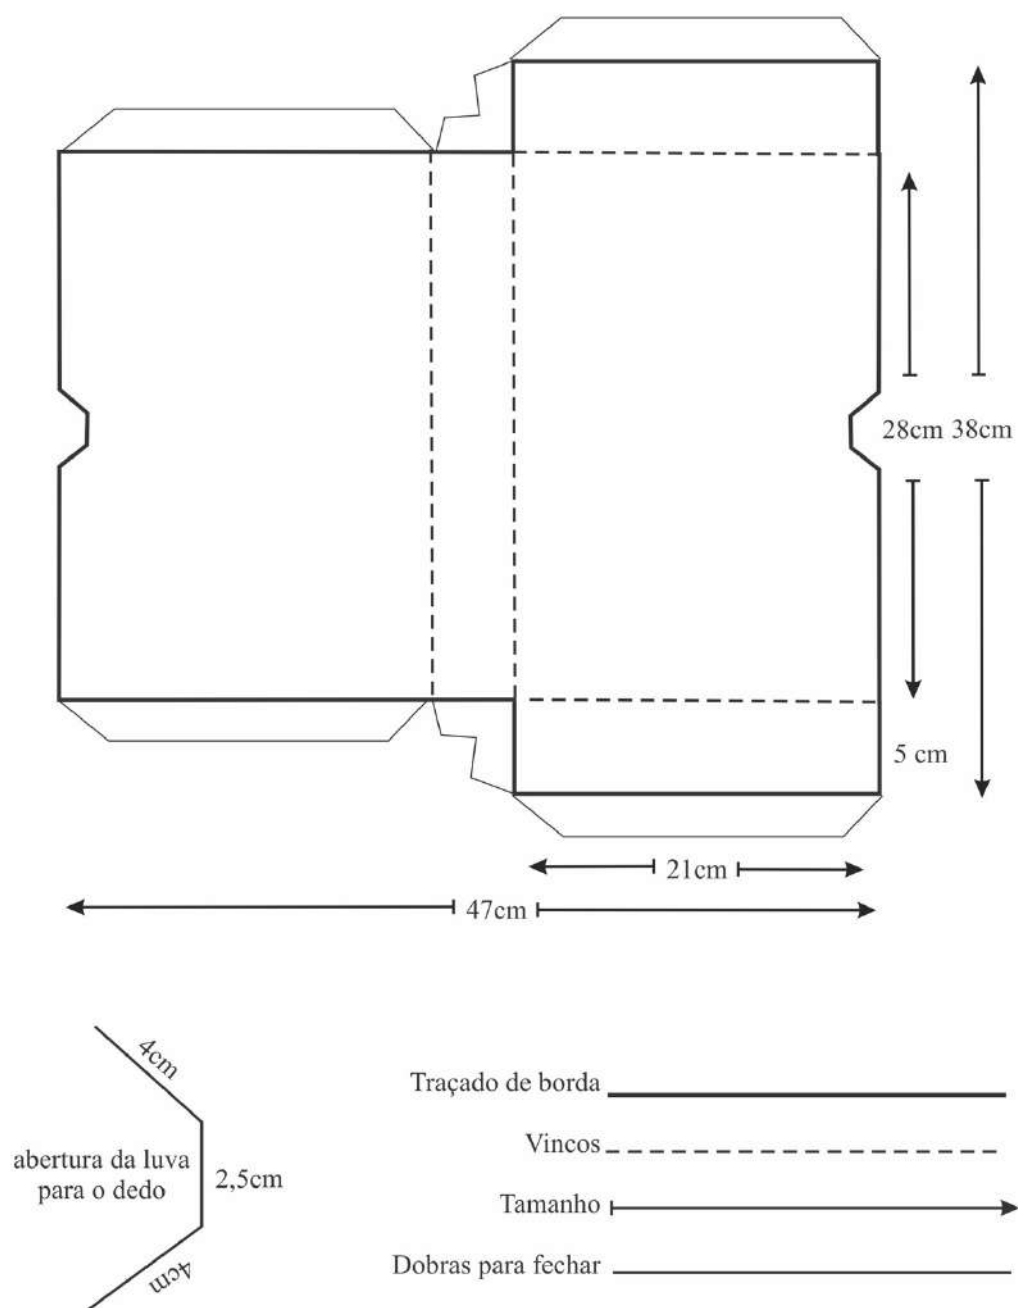 28cm 38cm
5 cm
21cm
47cm
4cm
abertura da luva
para o dedo
2,5cm
4cm
Traçado de borda
Vincos
Tamanho
Dobras para fechar